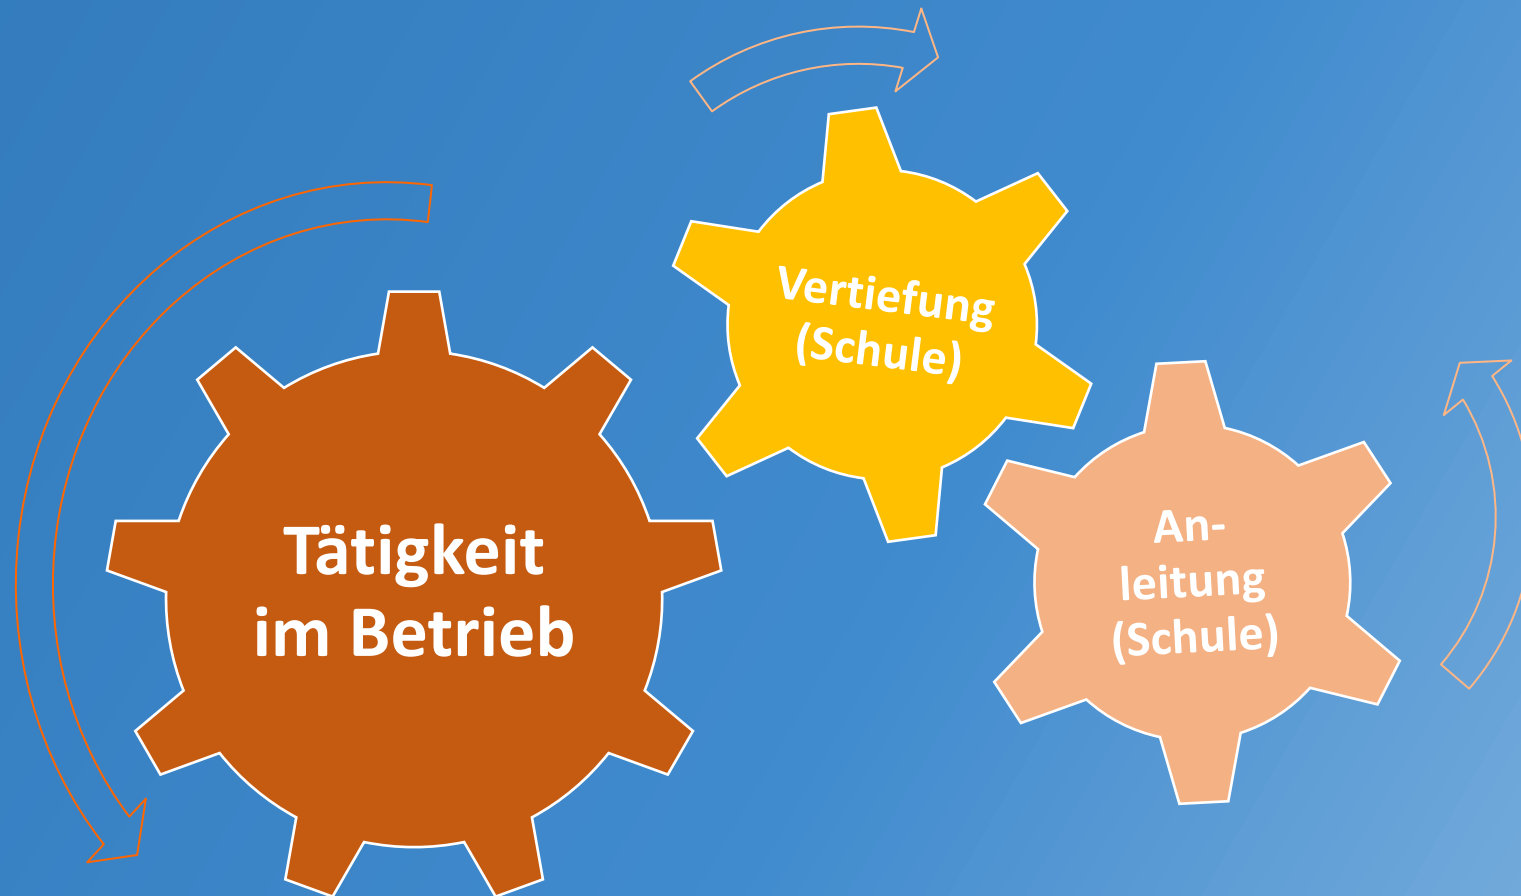 Vertiefung
(Schule)
Tätigkeit
im Betrieb
An-
leitung
(Schule)